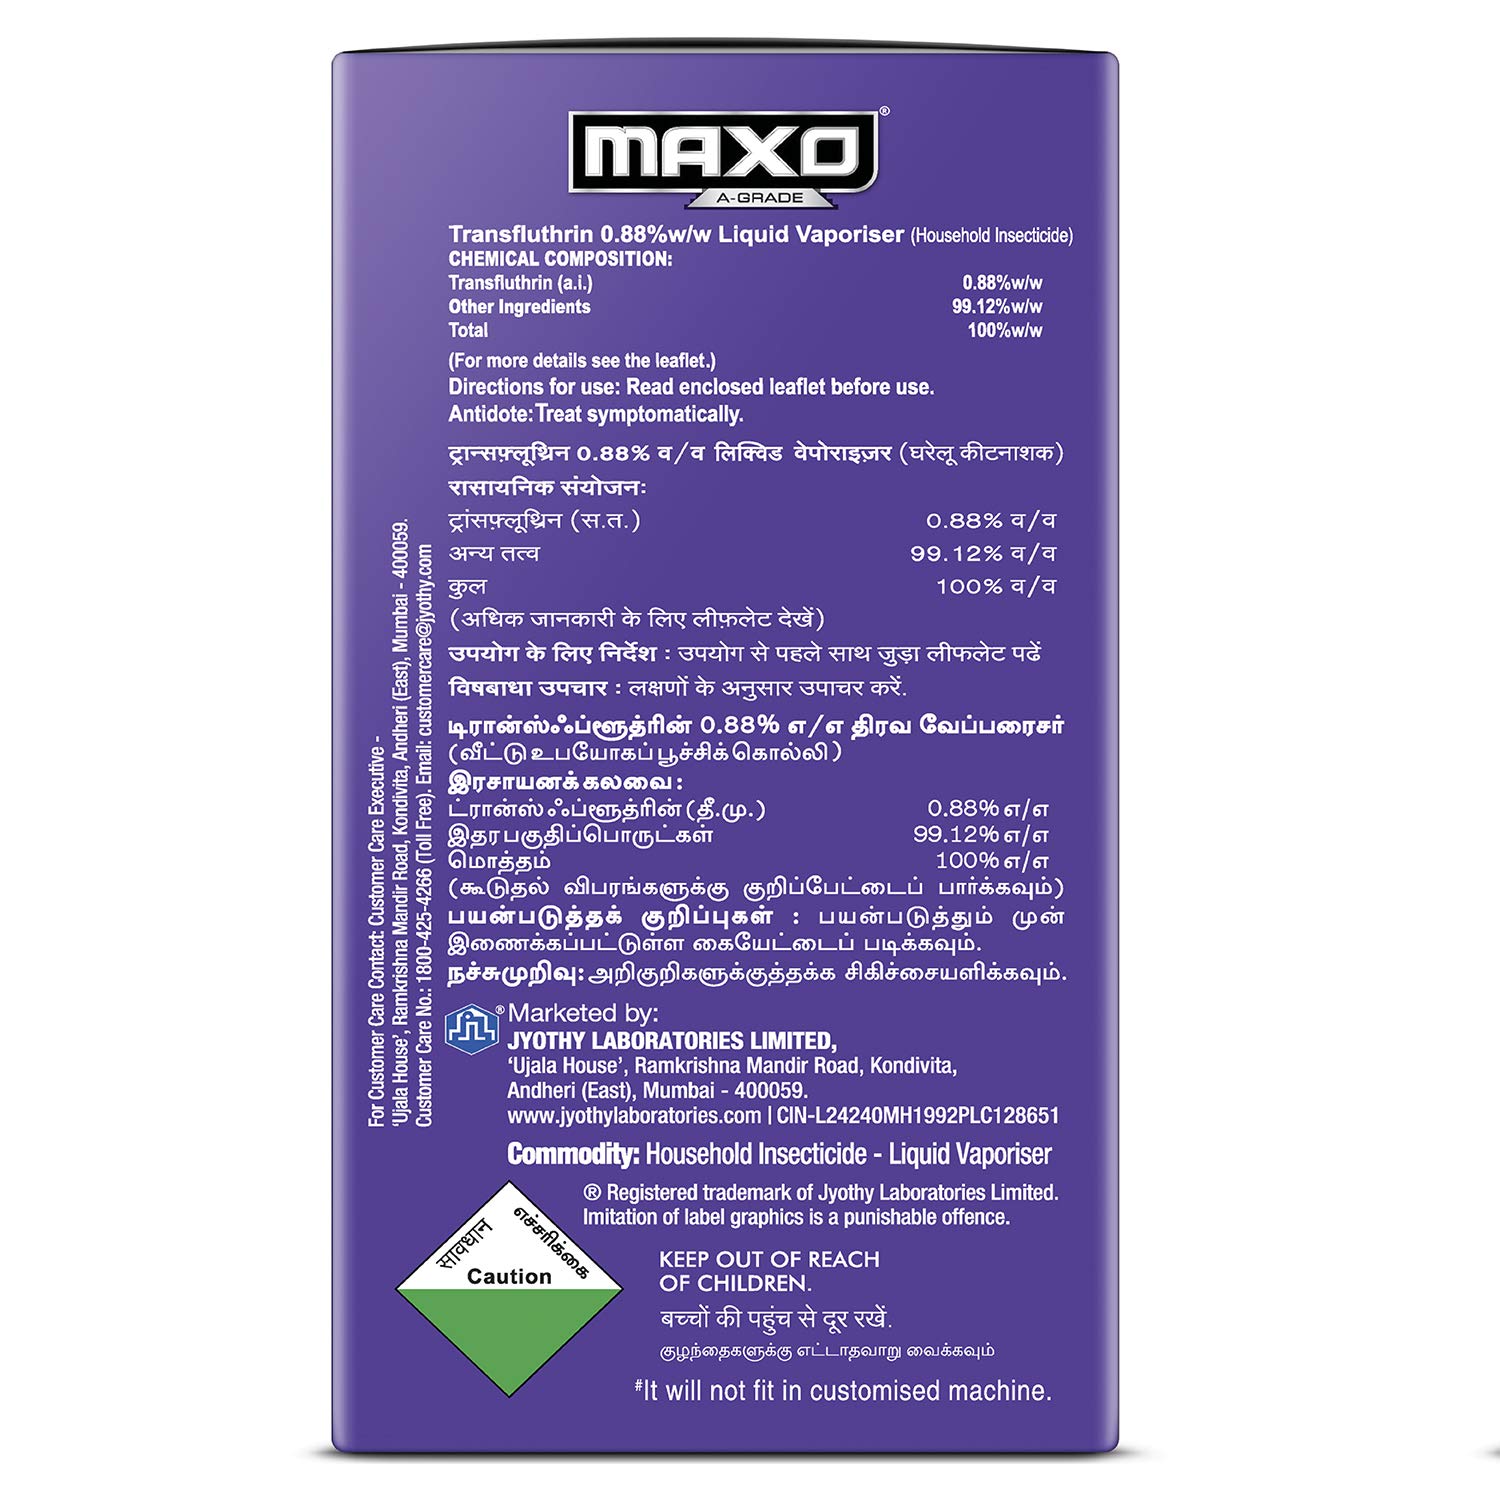 MAXO®
A-GRADE
Transfluthrin 0.88%w/w Liquid Vaporiser (Household Insecticide)
CHEMICAL COMPOSITION:
Transfluthrin (a.i.) 0.88%w/w
Other Ingredients 99.12%w/w
Total 100%w/w
(For more details see the leaflet.)
Directions for use: Read enclosed leaflet before use.
Antidote: Treat symptomatically.
ट्रान्सफ़्लूथ्रिन 0.88% व/व लिक्विड वेपोराइज़र (घरेलू कीटनाशक)
रासायनिक संयोजन:
ट्रांसफ़्लूथ्रिन (स.त.) 0.88% व/व
अन्य तत्व 99.12% व/व
कुल 100% व/व
(अधिक जानकारी के लिए लीफ़लेट देखें)
उपयोग के लिए निर्देश : उपयोग से पहले साथ जुड़ा लीफलेट पढें
विषबाधा उपचार : लक्षणों के अनुसार उपाचर करें.
டிரான்ஸ்ஃப்ளூத்ரின் 0.88% எ/எ திரவ வேப்பரைசர்
(வீட்டு உபயோகப் பூச்சிக் கொல்லி)
இரசாயனக் கலவை:
ட்ரான்ஸ்ஃப்ளூத்ரின் (தீ.மு.) 0.88% எ/எ
இதர பகுதிப்பொருட்கள் 99.12% எ/எ
மொத்தம் 100% எ/எ
(கூடுதல் விபரங்களுக்கு குறிப்பேட்டைப் பார்க்கவும்)
பயன்படுத்தக் குறிப்புகள் : பயன்படுத்தும் முன்
இணைக்கப்பட்டுள்ள கையேட்டைப் படிக்கவும்.
நச்சுமுறிவு: அறிகுறிகளுக்குத்தக்க சிகிச்சையளிக்கவும்.
For Customer Care Contact: Customer Care Executive -
'Ujala House', Ramkrishna Mandir Road, Kondivita, Andheri (East), Mumbai - 400059.
Customer Care No.: 1800-425-4266 (Toll Free). Email: customercare@jyothy.com
® Marketed by:
JYOTHY LABORATORIES LIMITED,
'Ujala House', Ramkrishna Mandir Road, Kondivita,
Andheri (East), Mumbai - 400059.
www.jyothylaboratories.com | CIN-L24240MH1992PLC128651
Commodity: Household Insecticide - Liquid Vaporiser
® Registered trademark of Jyothy Laboratories Limited.
Imitation of label graphics is a punishable offence.
सावधान
எச்சரிக்கை
Caution
KEEP OUT OF REACH
OF CHILDREN.
बच्चों की पहुंच से दूर रखें.
குழந்தைகளுக்கு எட்டாதவாறு வைக்கவும்
#It will not fit in customised machine.